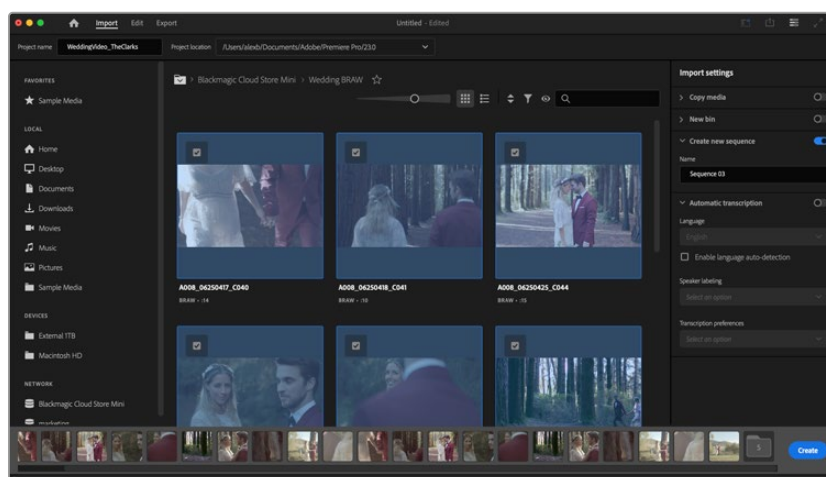 Import Edit Export Untitled - Edited
Project name WeddingVideo_TheClarks Project location /Users/alexb/Documents/Adobe/Premiere Pro/23.0
FAVORITES
Sample Media
LOCAL
Home
Desktop
Documents
Downloads
Movies
Music
Pictures
Sample Media
DEVICES
External 1TB
Macintosh HD
NETWORK
Blackmagic Cloud Store Mini
marketing
Blackmagic Cloud Store Mini > Wedding BRAW
A008_06250417_C040
BRAW - :14
A008_06250418_C041
BRAW - :10
A008_06250425_C044
BRAW - :15
Import settings
Copy media
New bin
Create new sequence
Name
Sequence 03
Automatic transcription
Language
English
Enable language auto-detection
Speaker labeling
Select an option
Transcription preferences
Select an option
Create